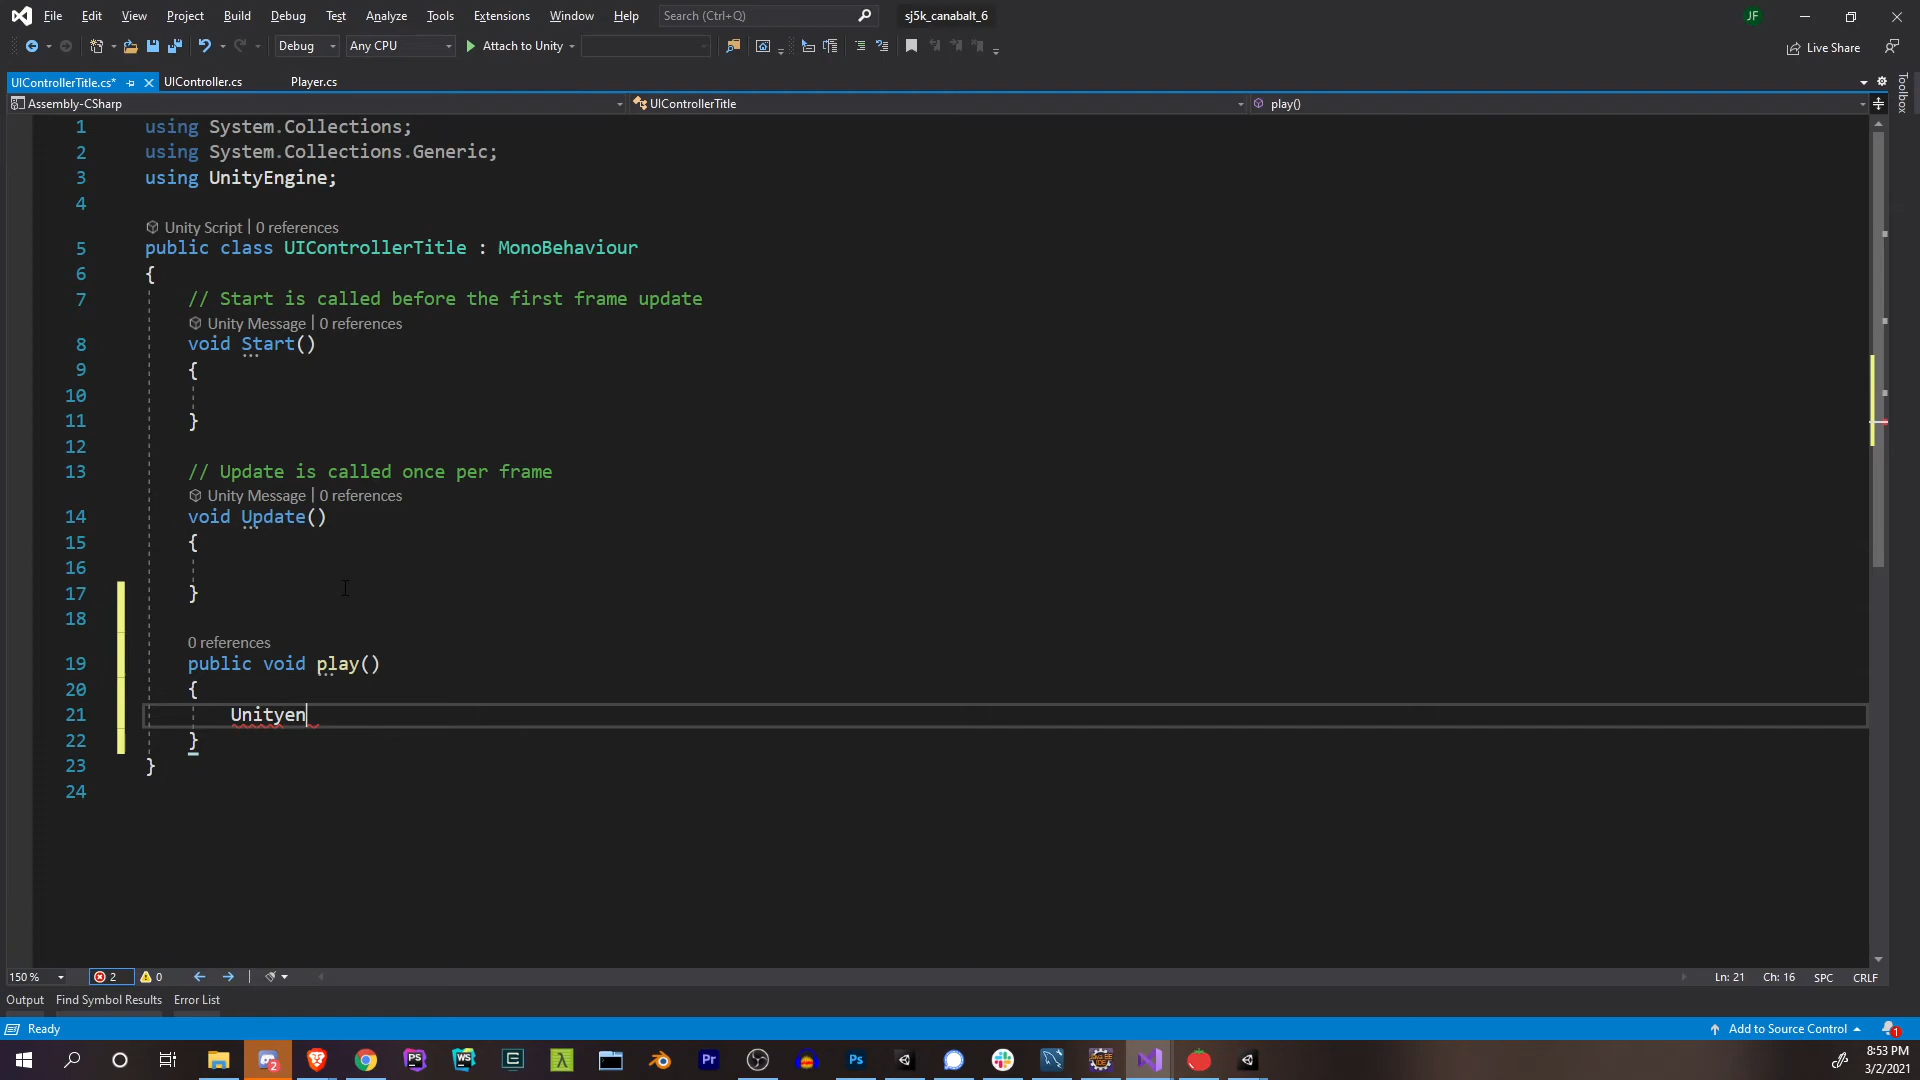 File Edit View Project Build Debug Test Analyze Tools Extensions Window Help Search (Ctrl+Q) sj5k_canabalt_6 JF
Debug Any CPU Attach to Unity Live Share
UIControllerTitle.cs* UIController.cs Player.cs
Assembly-CSharp UIControllerTitle play()
Toolbox
1 using System.Collections;
2 using System.Collections.Generic;
3 using UnityEngine;
4
Unity Script | 0 references
5 public class UIControllerTitle : MonoBehaviour
6 {
7 // Start is called before the first frame update
Unity Message | 0 references
8 void Start()
9 {
10
11 }
12
13 // Update is called once per frame
Unity Message | 0 references
14 void Update()
15 {
16
17 }
18
0 references
19 public void play()
20 {
21 Unityen
22 }
23 }
24
150 % 2 0 Ln: 21 Ch: 16 SPC CRLF
Output Find Symbol Results Error List
Ready Add to Source Control 1
8:53 PM
3/2/2021